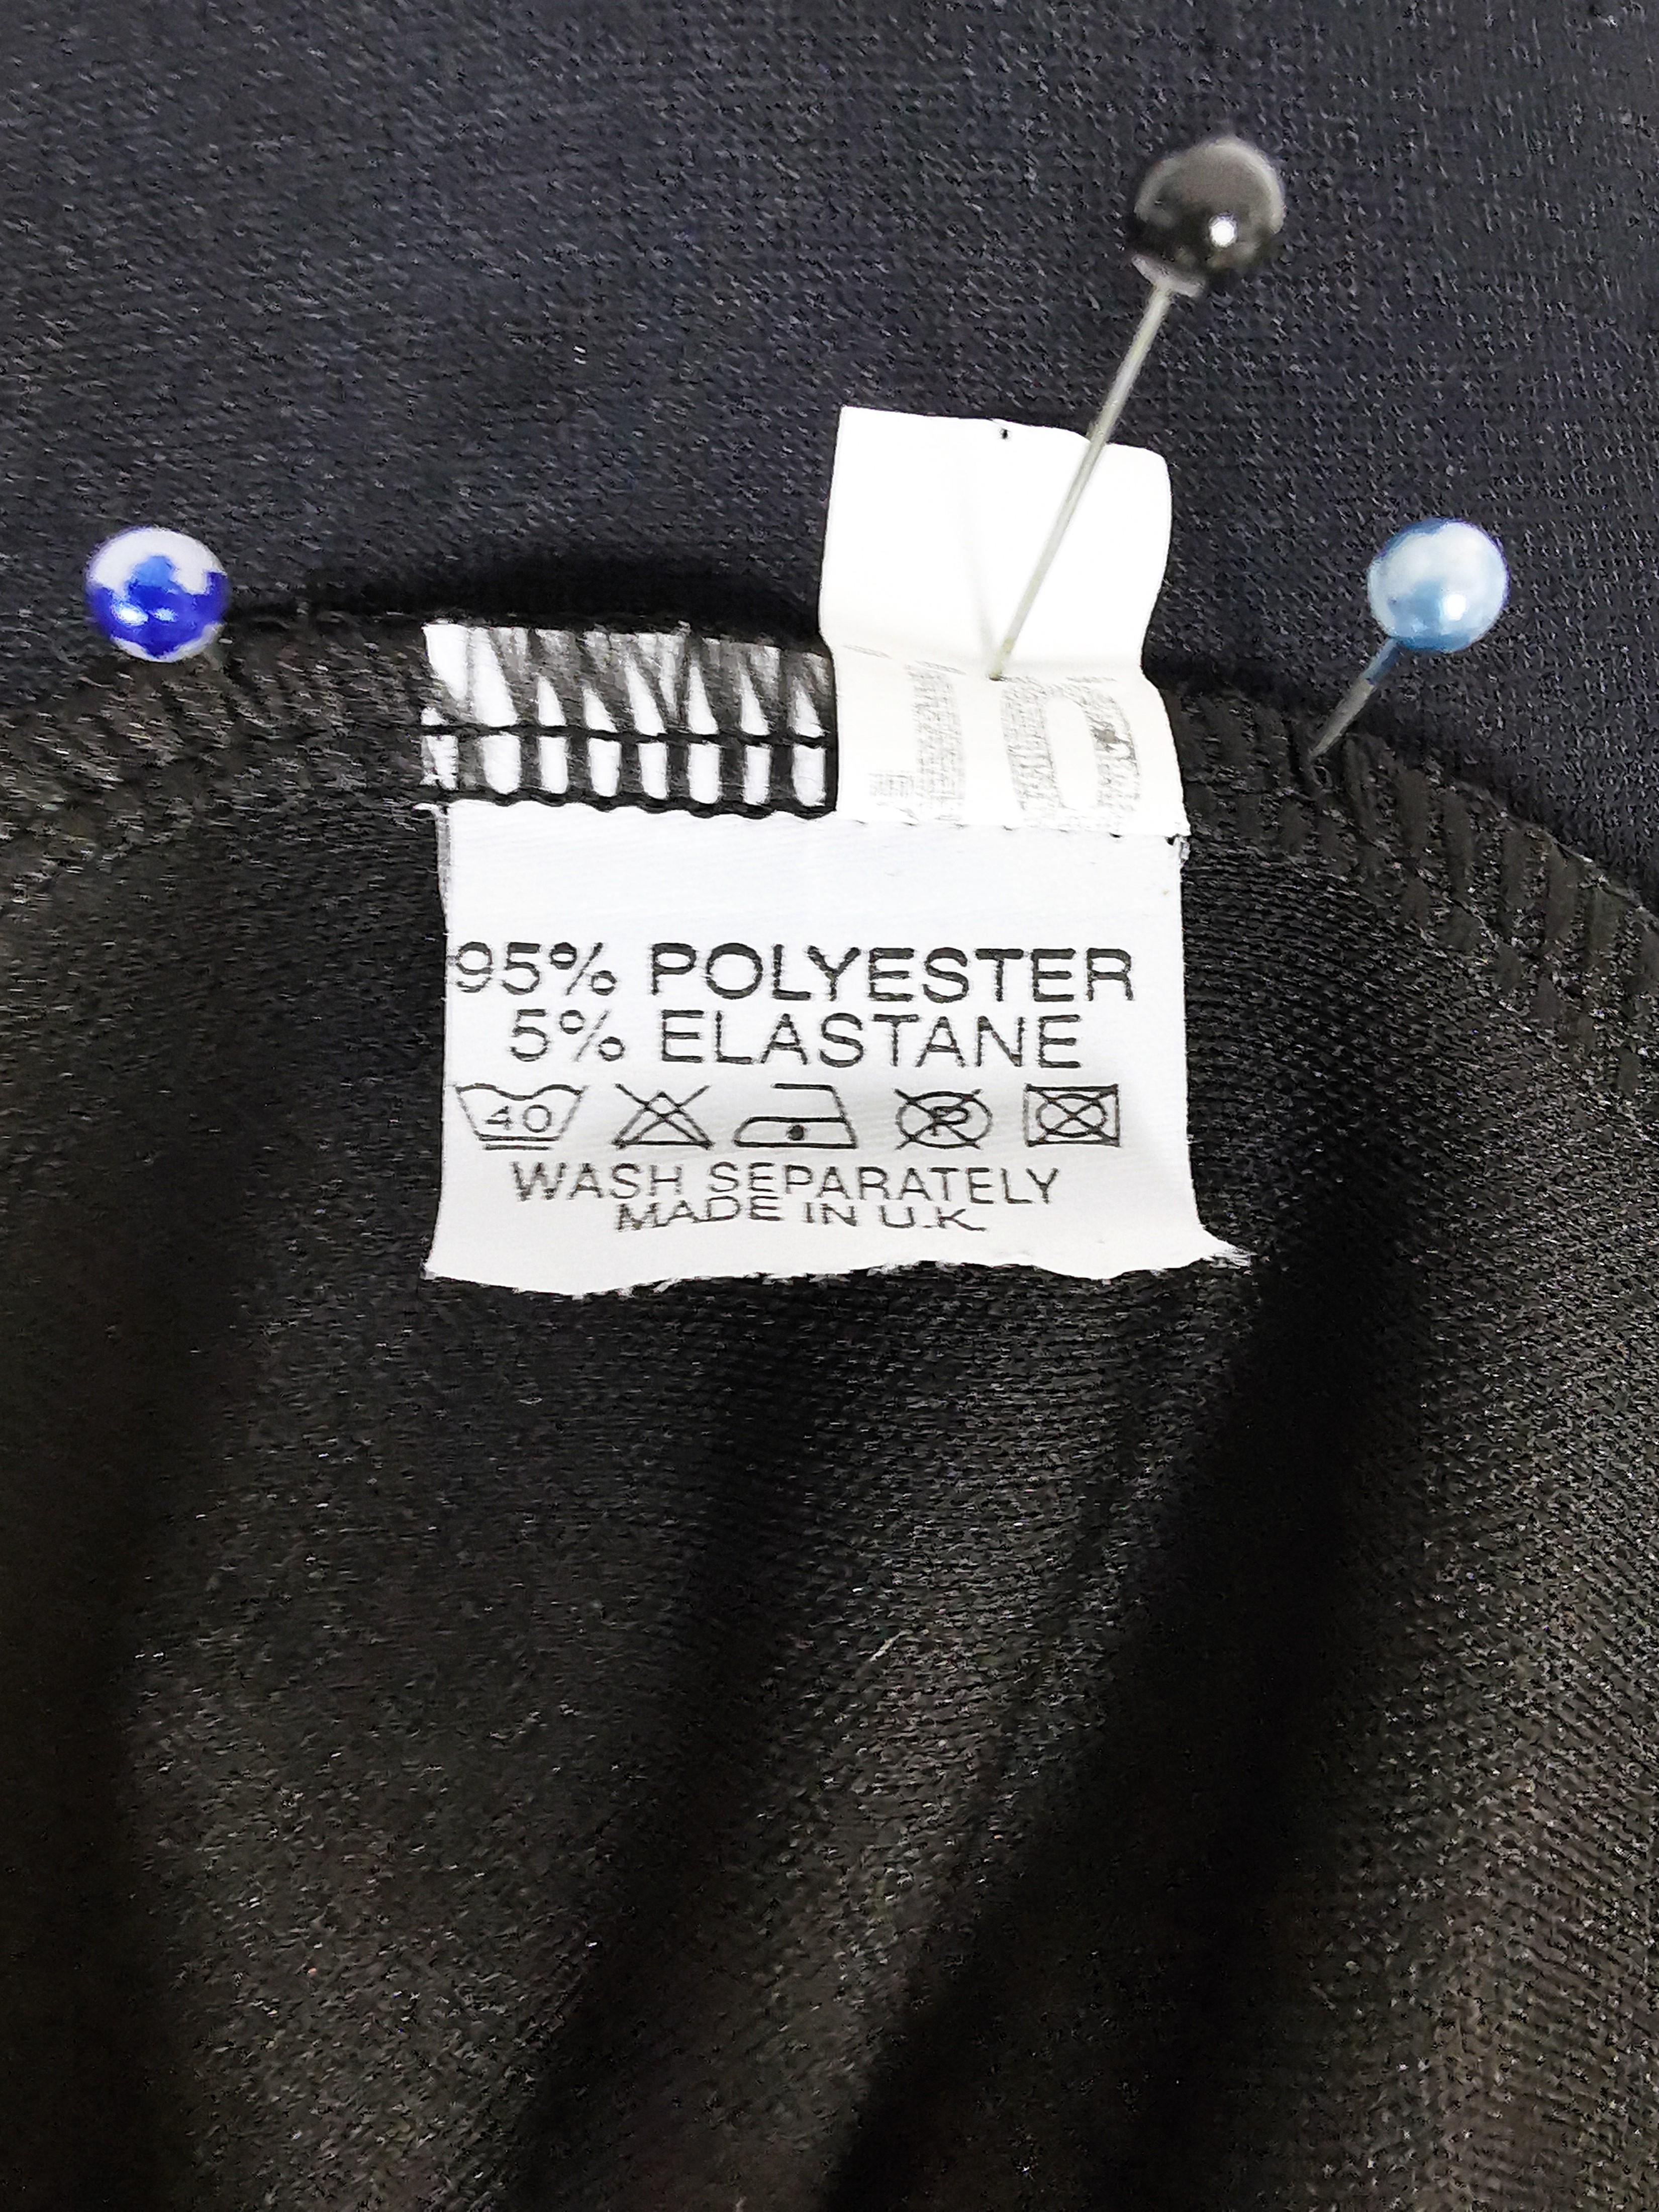 95% POLYESTER
5% ELASTANE
40 P
WASH SEPARATELY
MADE IN U.K.